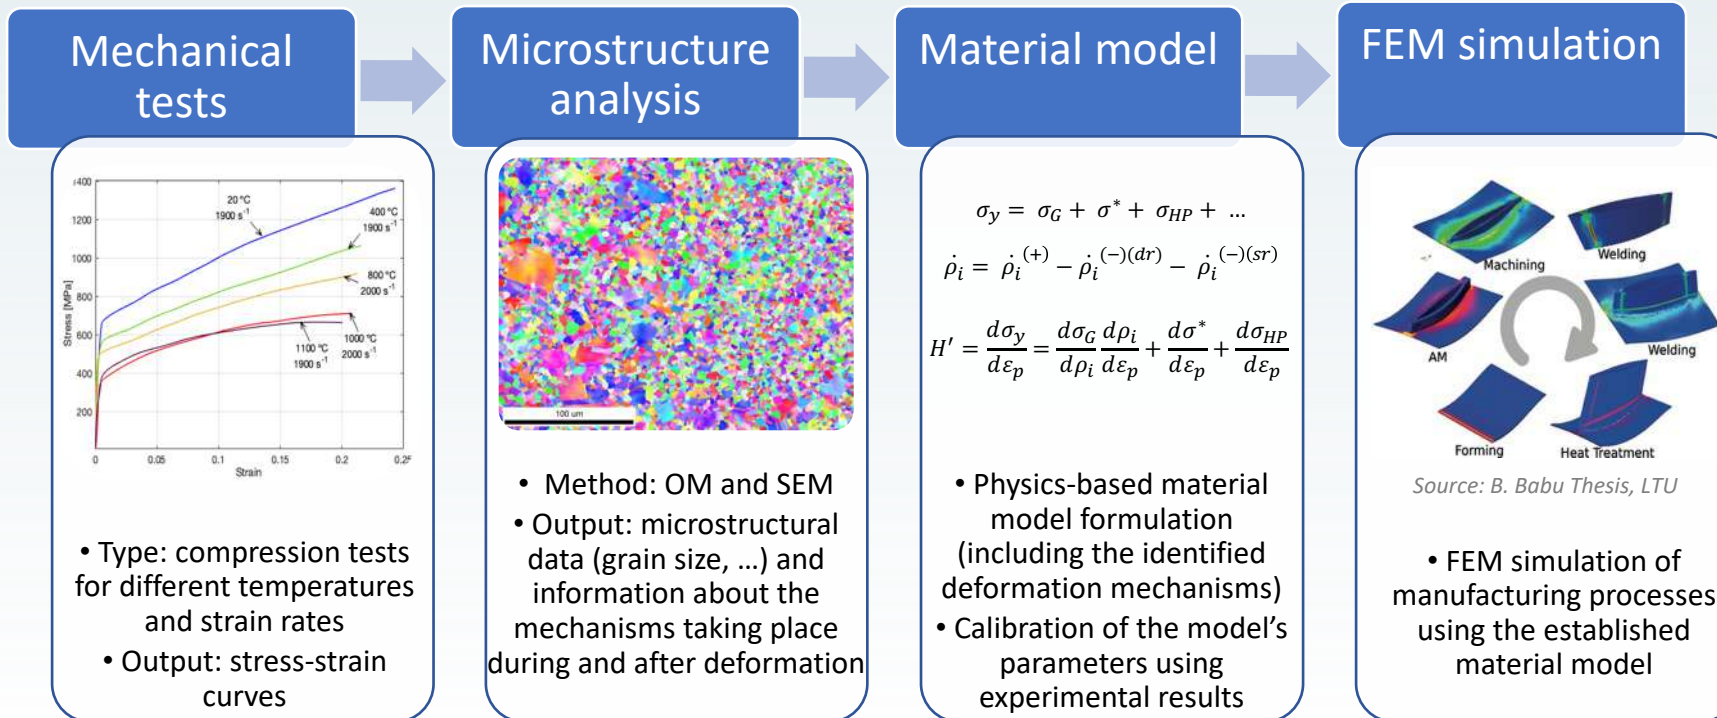 Mechanical
tests
Microstructure
analysis
Material model
FEM simulation
1400
1200
1000
800
600
400
200
0
0.05
0.1
0.15
0.2
Stress [MPa]
Strain
20 °C
1900 s⁻¹
400 °C
1900 s⁻¹
800 °C
2000 s⁻¹
1000 °C
2000 s⁻¹
1100 °C
1900 s⁻¹
• Type: compression tests
for different temperatures
and strain rates
• Output: stress-strain
curves
100 um
• Method: OM and SEM
• Output: microstructural
data (grain size, ...) and
information about the
mechanisms taking place
during and after deformation
σ_y = σ_G + σ* + σ_HP + ...
ρ̇_i = ρ̇_i^(+) − ρ̇_i^(−)(dr) − ρ̇_i^(−)(sr)
H′ = dσ_y/dε_p = dσ_G/dρ_i dρ_i/dε_p + dσ*/dε_p + dσ_HP/dε_p
• Physics-based material
model formulation
(including the identified
deformation mechanisms)
• Calibration of the model’s
parameters using
experimental results
Machining
Welding
AM
Welding
Forming
Heat Treatment
Source: B. Babu Thesis, LTU
• FEM simulation of
manufacturing processes
using the established
material model